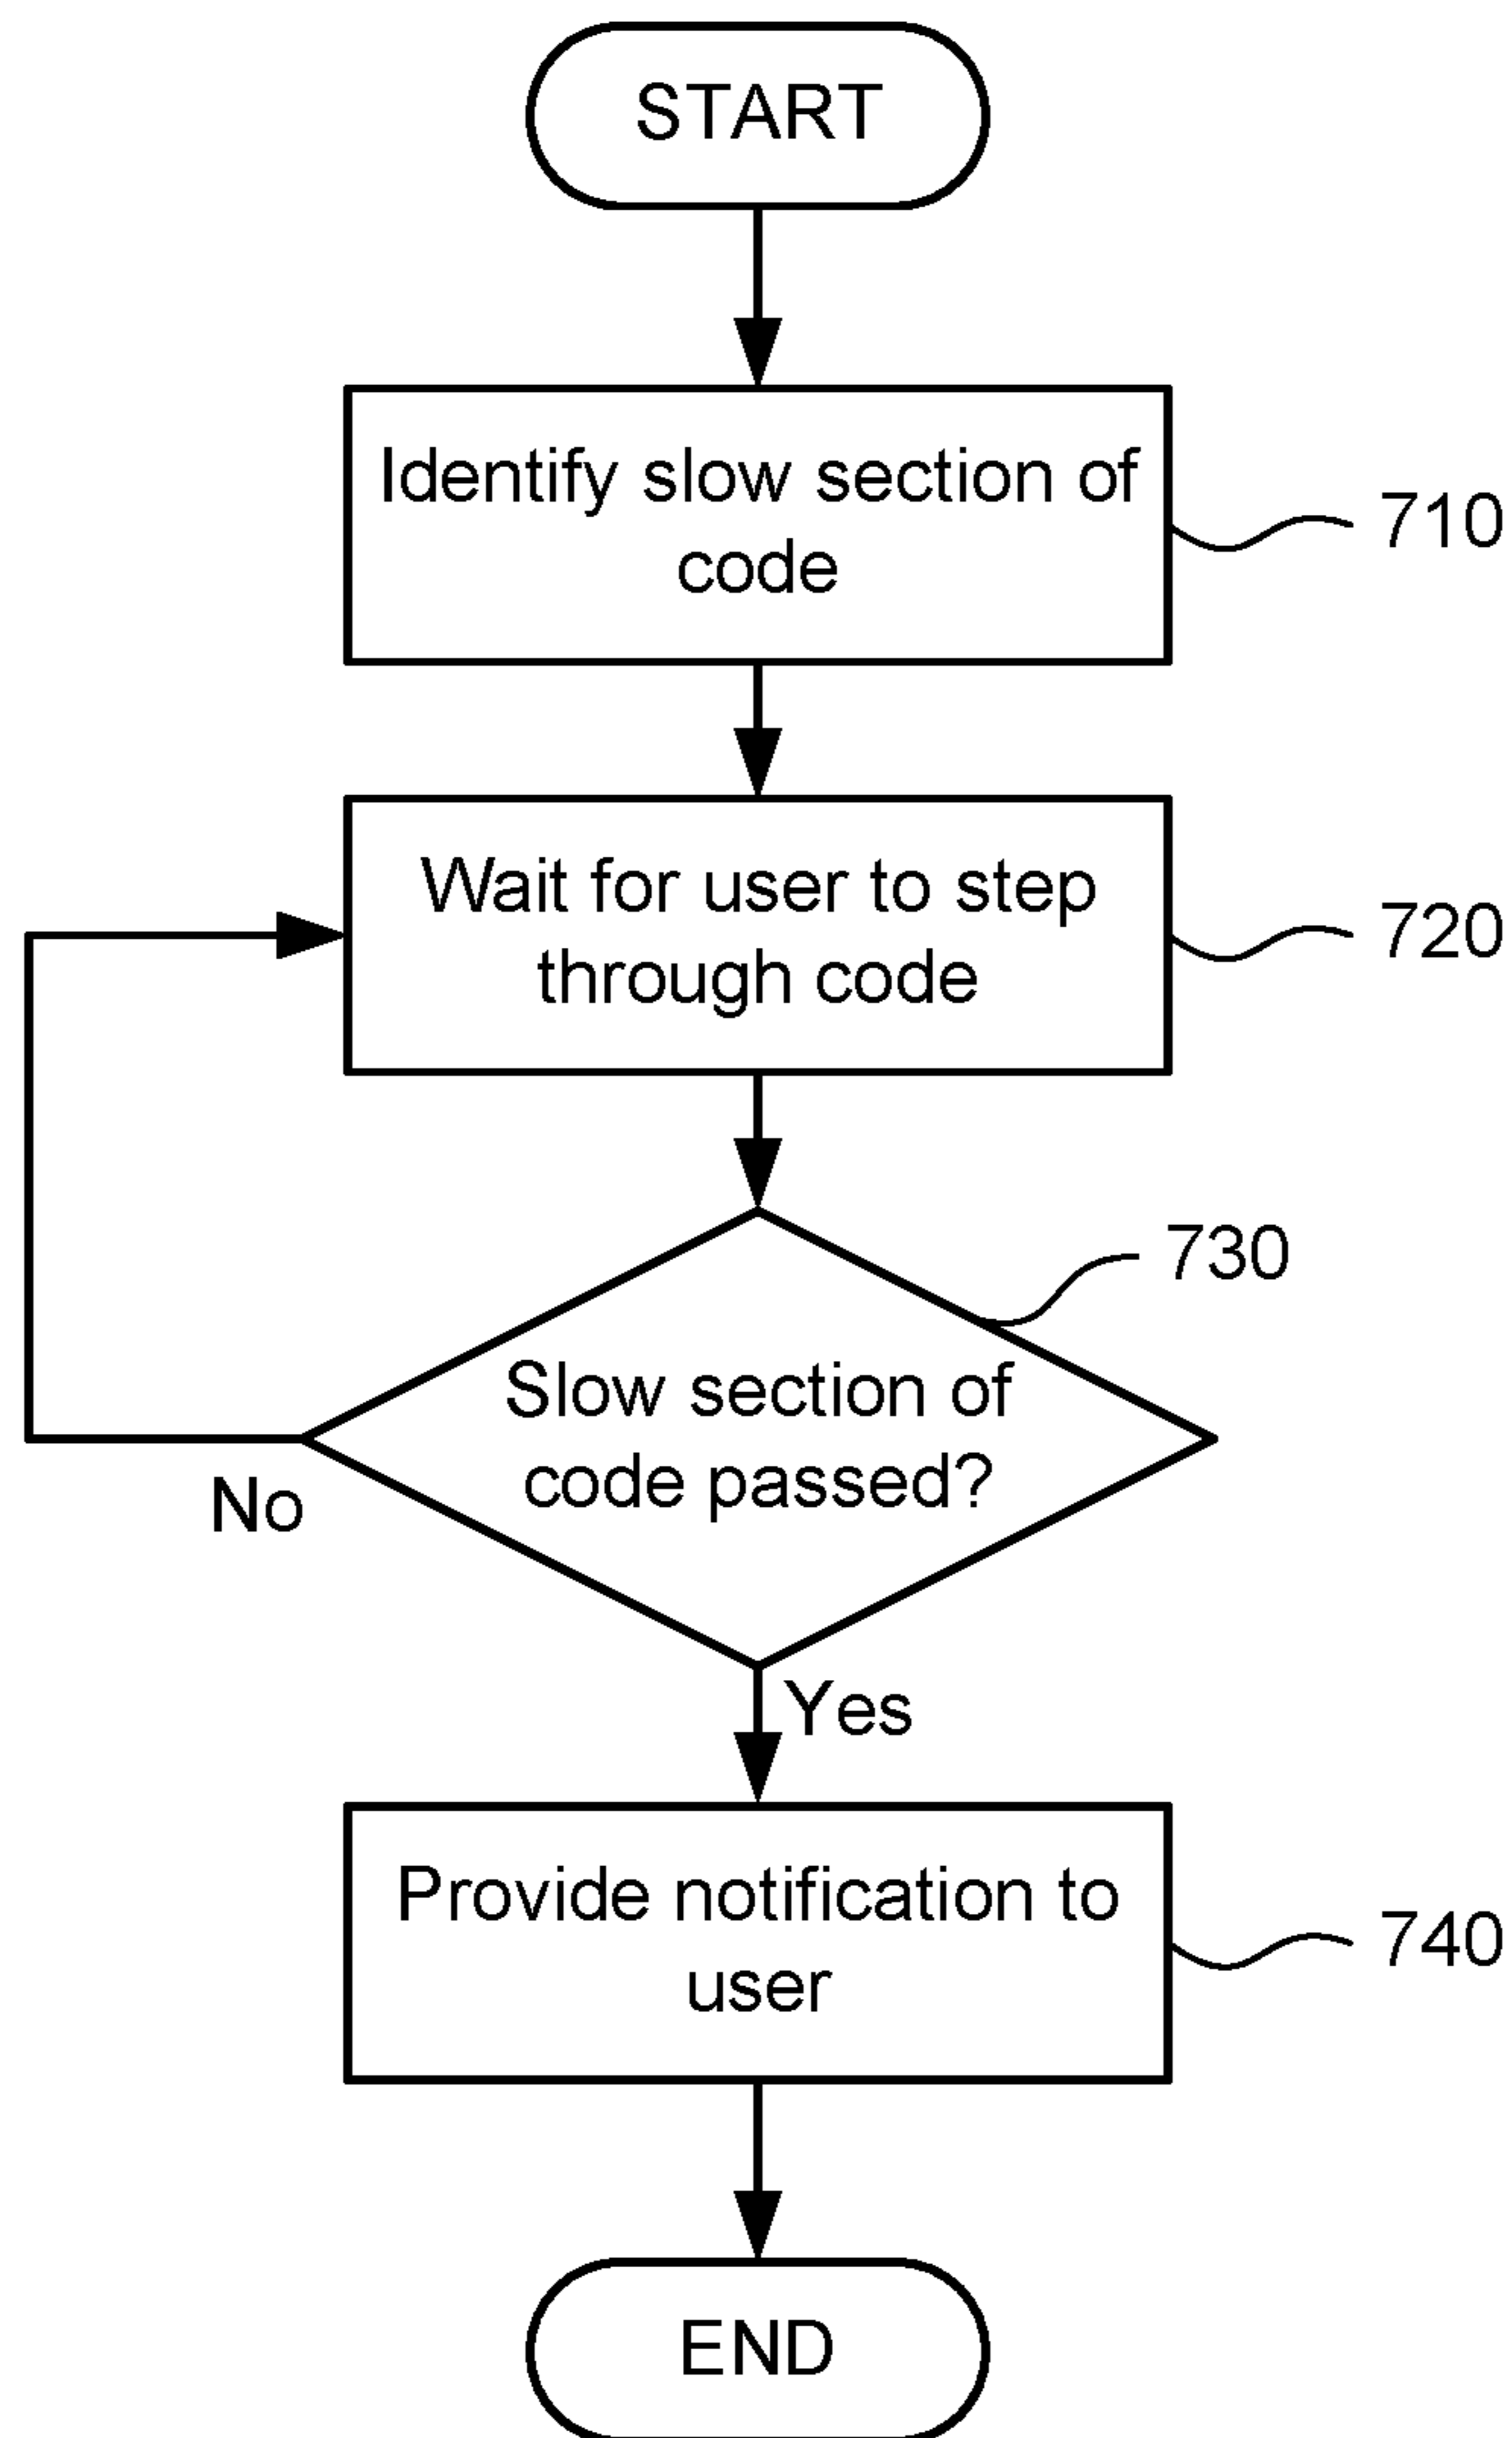 START
Identify slow section of
code
710
Wait for user to step
through code
720
730
Slow section of
code passed?
No
Yes
Provide notification to
user
740
END